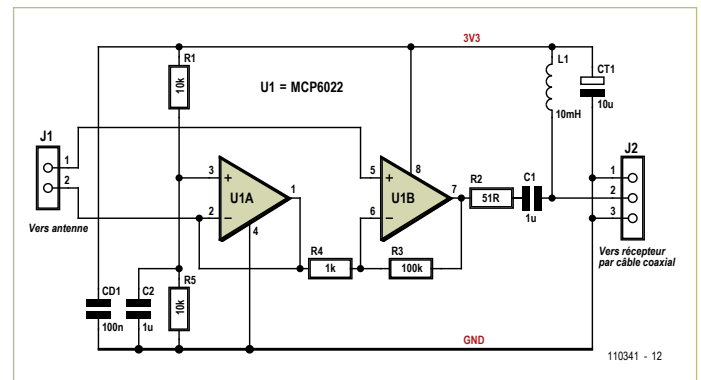 3V3
R1
10k
U1 = MCP6022
L1
10mH
CT1
10u
J1
1
2
Vers antenne
3
2
U1A
1
4
5
6
U1B
8
7
R2
51R
C1
1u
J2
1
2
3
Vers récepteur
par câble coaxial
R4
1k
R3
100k
CD1
100n
C2
1u
R5
10k
GND
110341 - 12